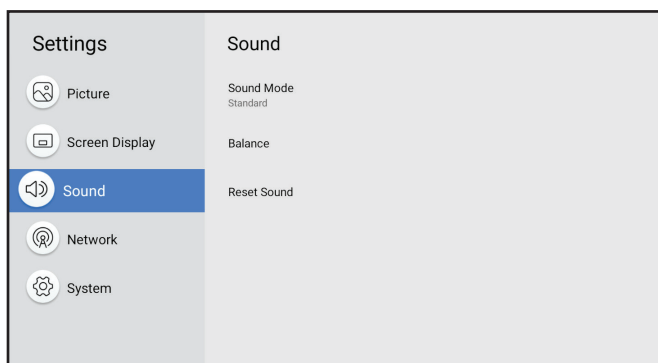 Settings
Picture
Screen Display
Sound
Network
System
Sound
Sound Mode
Standard
Balance
Reset Sound